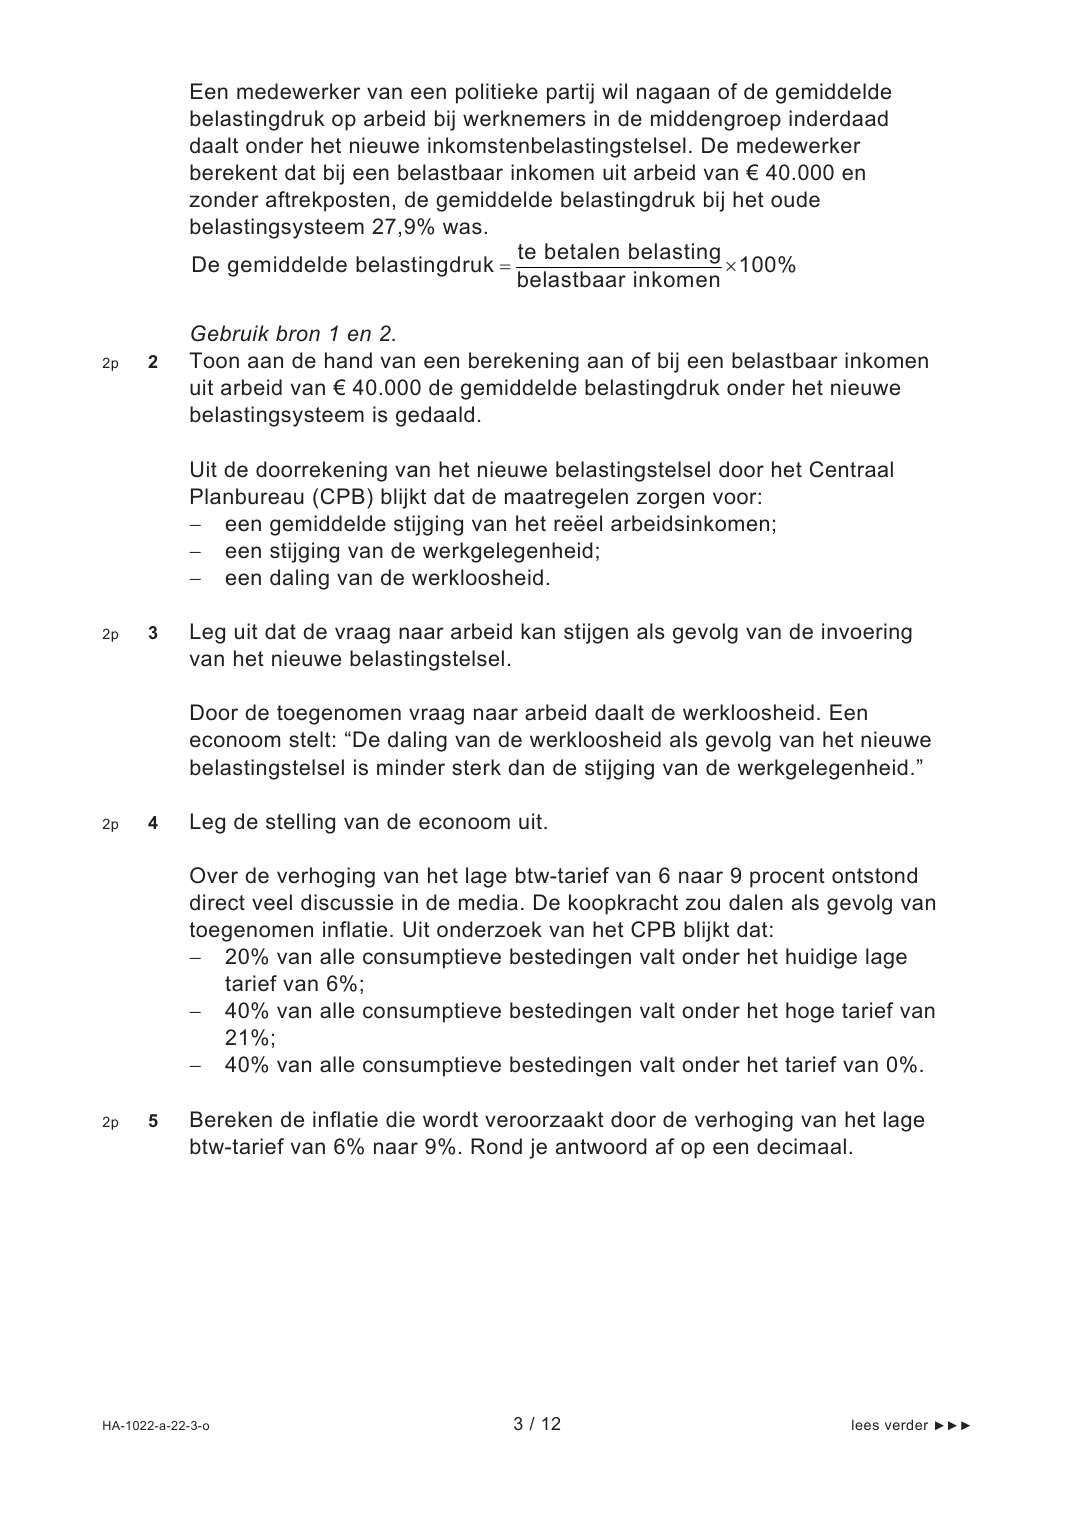 Een medewerker van een politieke partij wil nagaan of de gemiddelde
belastingdruk op arbeid bij werknemers in de middengroep inderdaad
daalt onder het nieuwe inkomstenbelastingstelsel. De medewerker
berekent dat bij een belastbaar inkomen uit arbeid van € 40.000 en
zonder aftrekposten, de gemiddelde belastingdruk bij het oude
belastingsysteem 27,9% was.
te betalen belasting
De gemiddelde belastingdruk = ×100%
belastbaar inkomen
Gebruik bron 1 en 2.
2p 2 Toon aan de hand van een berekening aan of bij een belastbaar inkomen
uit arbeid van € 40.000 de gemiddelde belastingdruk onder het nieuwe
belastingsysteem is gedaald.
Uit de doorrekening van het nieuwe belastingstelsel door het Centraal
Planbureau (CPB) blijkt dat de maatregelen zorgen voor:
– een gemiddelde stijging van het reëel arbeidsinkomen;
– een stijging van de werkgelegenheid;
– een daling van de werkloosheid.
2p 3 Leg uit dat de vraag naar arbeid kan stijgen als gevolg van de invoering
van het nieuwe belastingstelsel.
Door de toegenomen vraag naar arbeid daalt de werkloosheid. Een
econoom stelt: “De daling van de werkloosheid als gevolg van het nieuwe
belastingstelsel is minder sterk dan de stijging van de werkgelegenheid.”
2p 4 Leg de stelling van de econoom uit.
Over de verhoging van het lage btw-tarief van 6 naar 9 procent ontstond
direct veel discussie in de media. De koopkracht zou dalen als gevolg van
toegenomen inflatie. Uit onderzoek van het CPB blijkt dat:
– 20% van alle consumptieve bestedingen valt onder het huidige lage
tarief van 6%;
– 40% van alle consumptieve bestedingen valt onder het hoge tarief van
21%;
– 40% van alle consumptieve bestedingen valt onder het tarief van 0%.
2p 5 Bereken de inflatie die wordt veroorzaakt door de verhoging van het lage
btw-tarief van 6% naar 9%. Rond je antwoord af op een decimaal.
HA-1022-a-22-3-o 3 / 12 lees verder ►►►